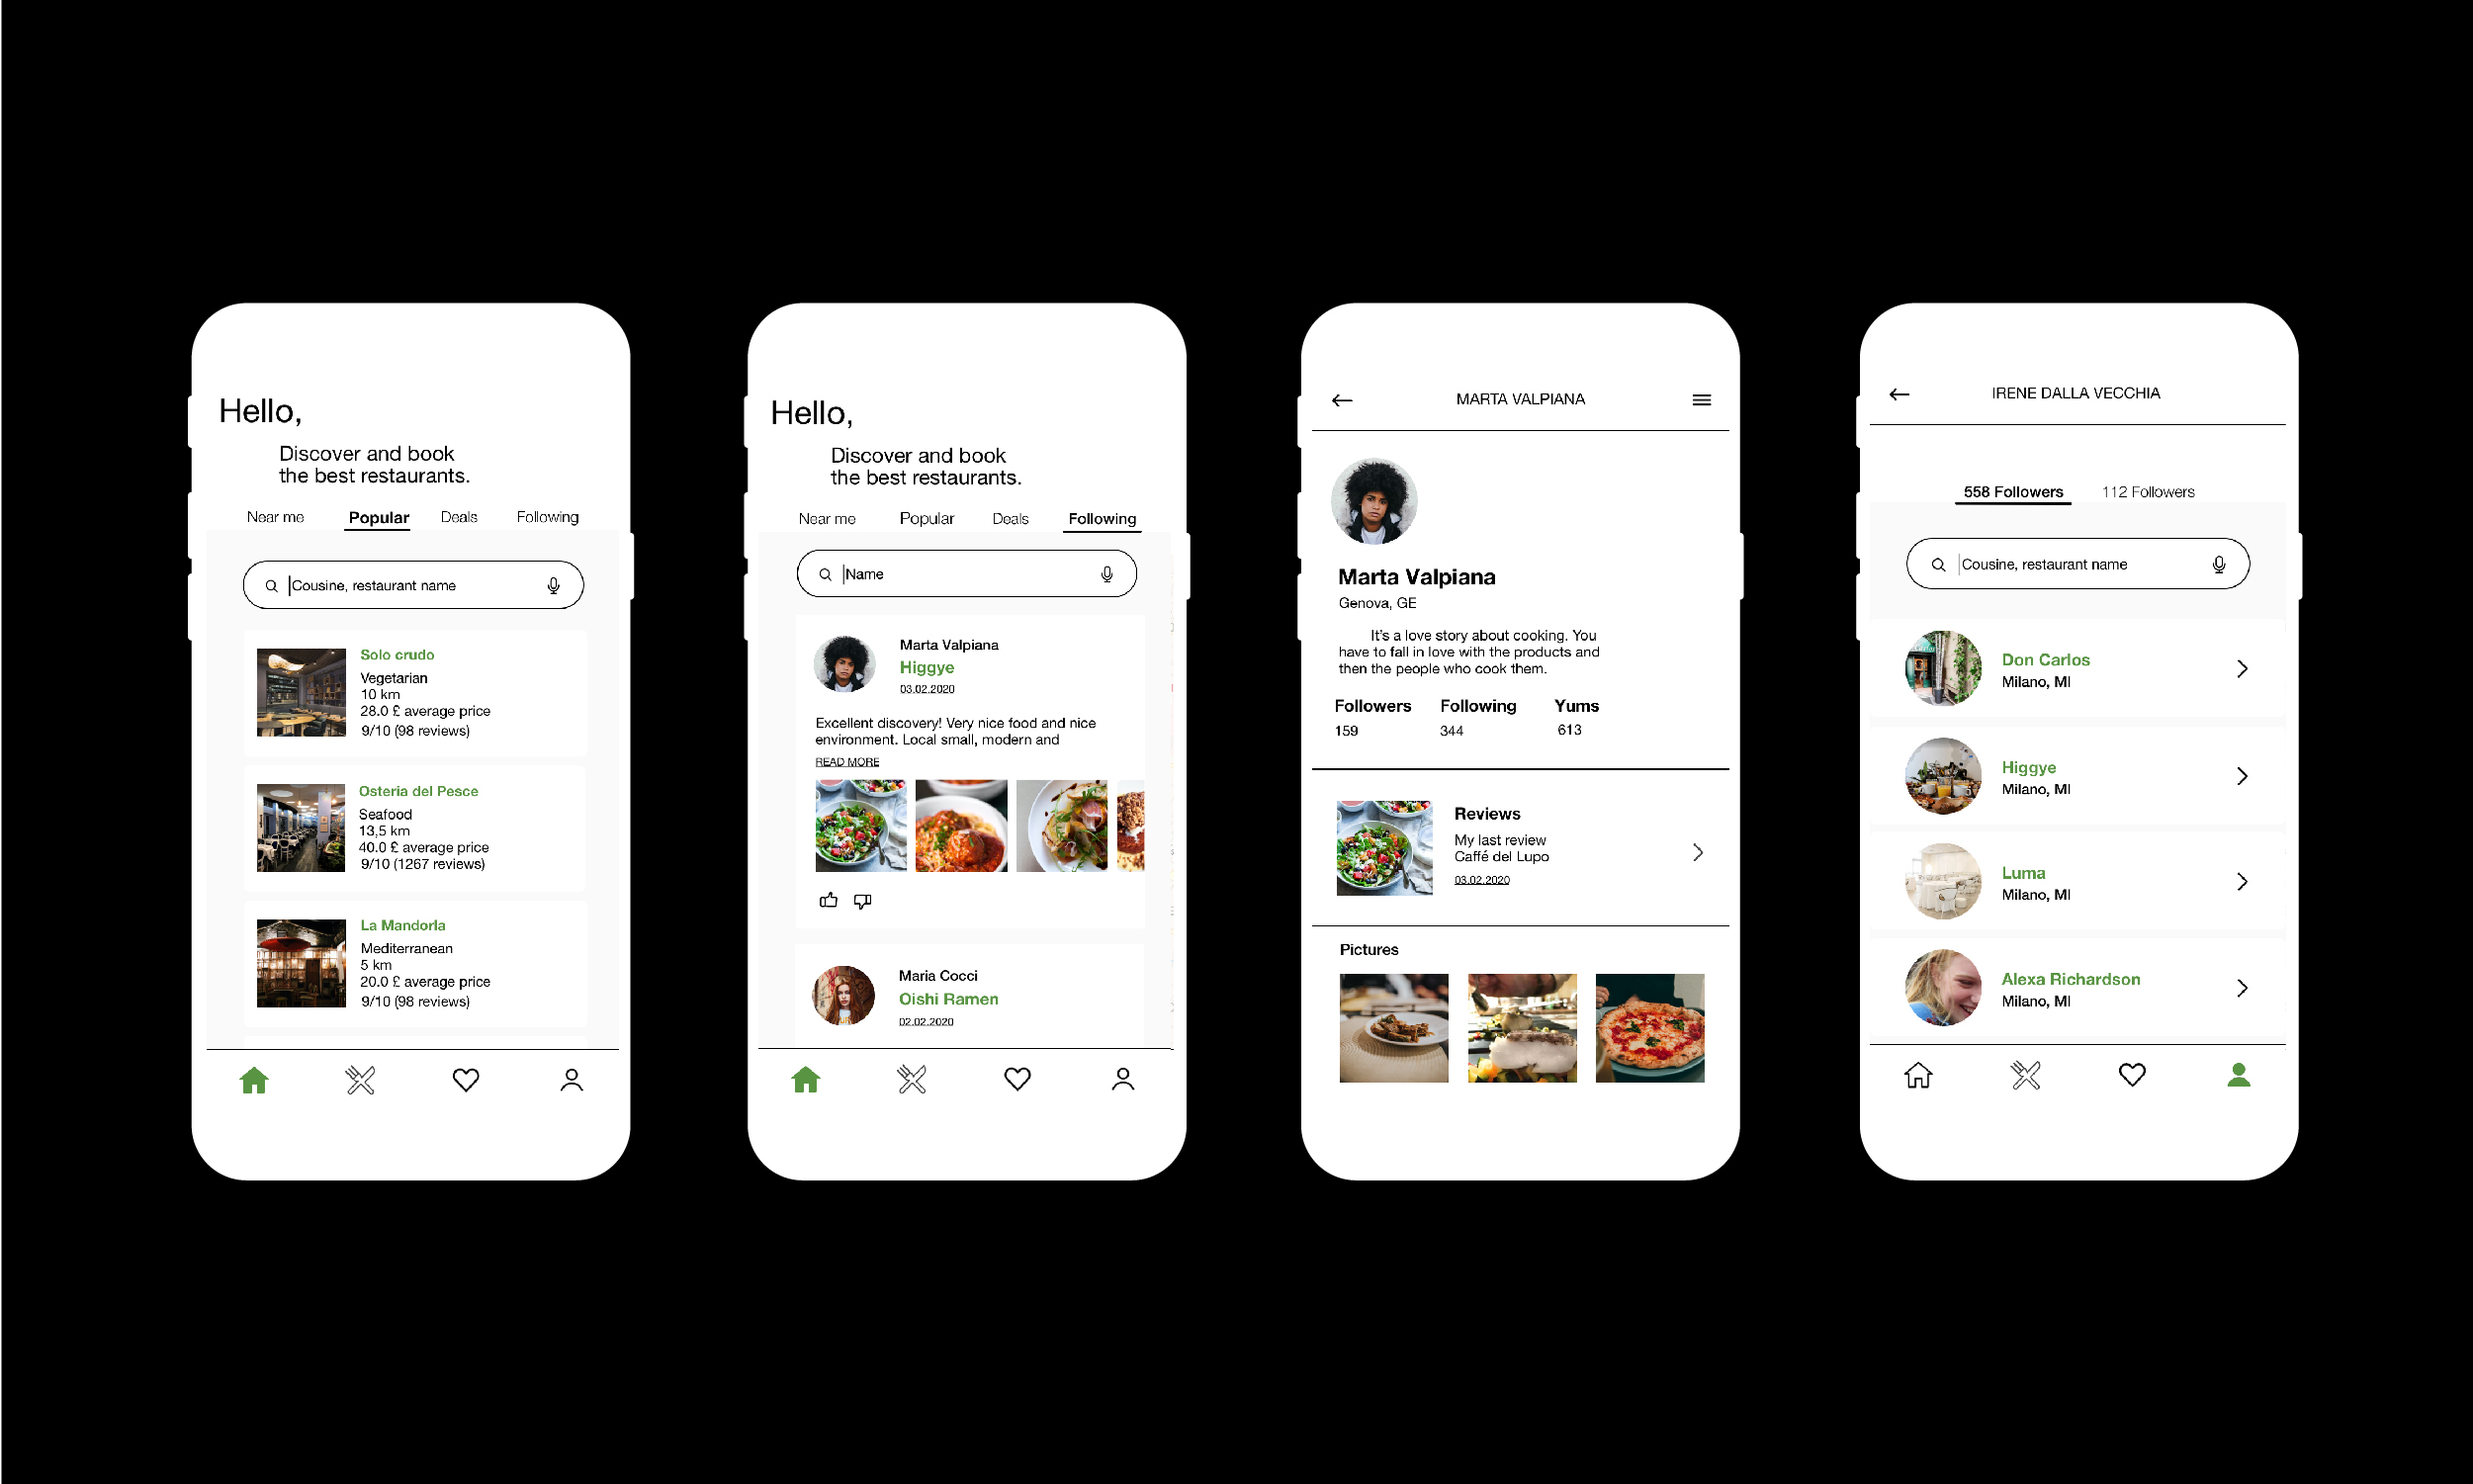 Hello,
Discover and book
the best restaurants.
Near me Popular Deals Following
Cousine, restaurant name
Solo crudo
Vegetarian
10 km
28.0 £ average price
9/10 (98 reviews)
Osteria del Pesce
Seafood
13,5 km
40.0 £ average price
9/10 (1267 reviews)
La Mandorla
Mediterranean
5 km
20.0 £ average price
9/10 (98 reviews)
Hello,
Discover and book
the best restaurants.
Near me Popular Deals Following
Name
Marta Valpiana
Higgye
03.02.2020
Excellent discovery! Very nice food and nice
environment. Local small, modern and
READ MORE
Maria Cocci
Oishi Ramen
02.02.2020
MARTA VALPIANA
Marta Valpiana
Genova, GE
It's a love story about cooking. You
have to fall in love with the products and
then the people who cook them.
Followers Following Yums
159 344 613
Reviews
My last review
Caffé del Lupo
03.02.2020
Pictures
IRENE DALLA VECCHIA
558 Followers 112 Followers
Cousine, restaurant name
Don Carlos
Milano, MI
Higgye
Milano, MI
Luma
Milano, MI
Alexa Richardson
Milano, MI